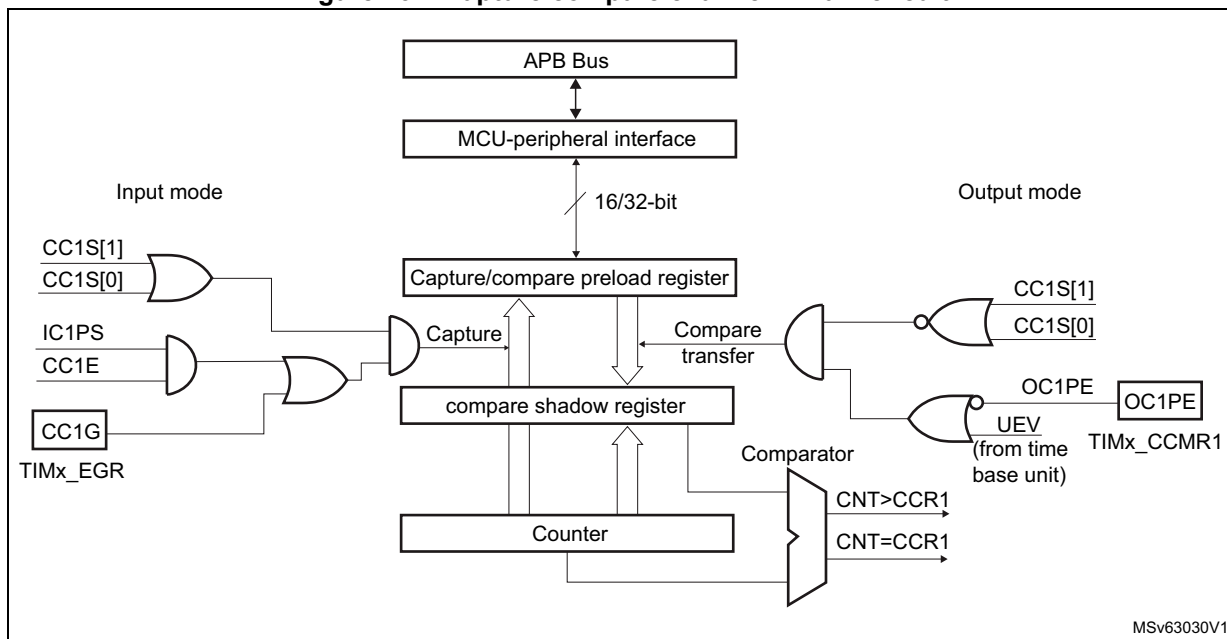 APB Bus
MCU-peripheral interface
16/32-bit
Input mode
Output mode
CC1S[1]
CC1S[0]
IC1PS
CC1E
CC1G
TIMx_EGR
Capture/compare preload register
Capture
Compare
transfer
compare shadow register
Comparator
Counter
CNT>CCR1
CNT=CCR1
CC1S[1]
CC1S[0]
OC1PE
OC1PE
UEV
(from time
base unit)
TIMx_CCMR1
MSv63030V1